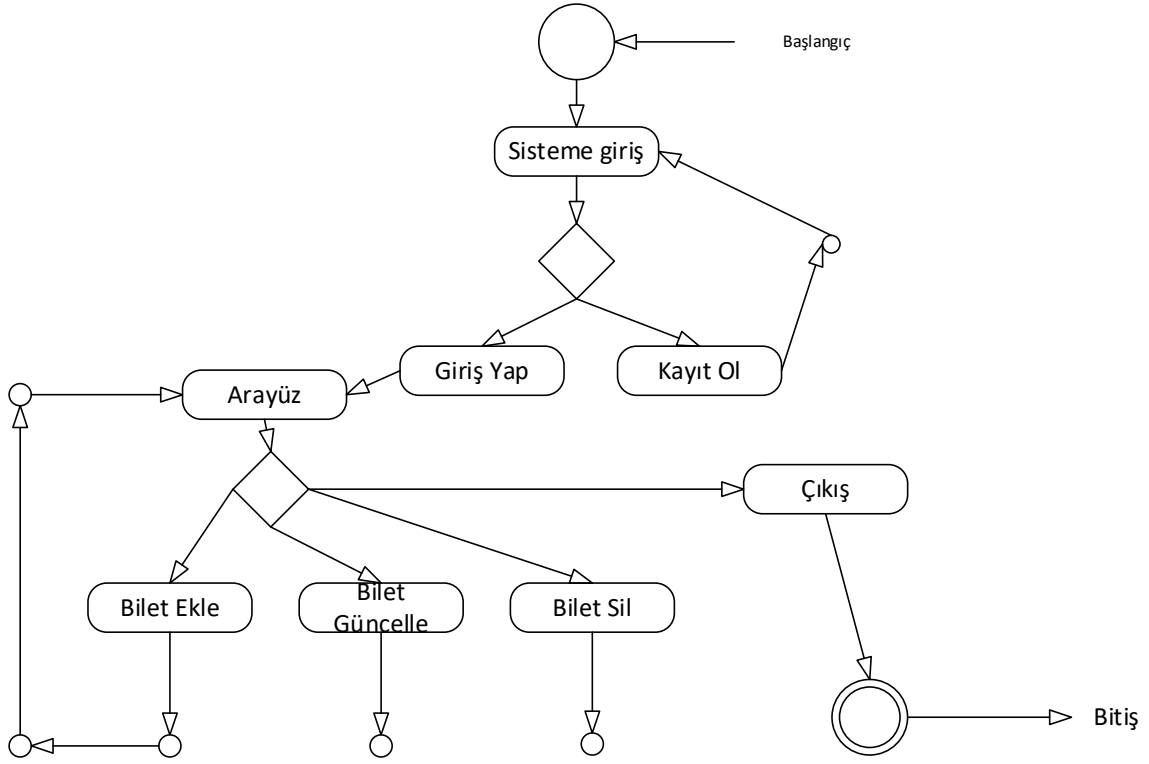 Başlangıç
Sisteme giriş
Giriş Yap
Kayıt Ol
Arayüz
Çıkış
Bilet Ekle
Bilet
Güncelle
Bilet Sil
Bitiş